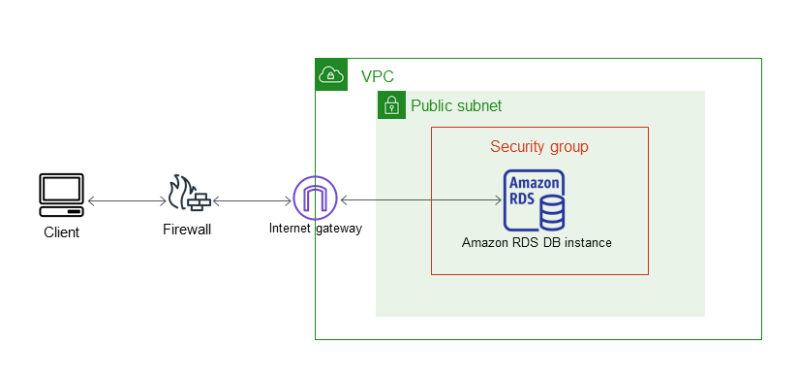 VPC
Public subnet
Security group
Amazon
RDS
Amazon RDS DB instance
Client
Firewall
Internet gateway